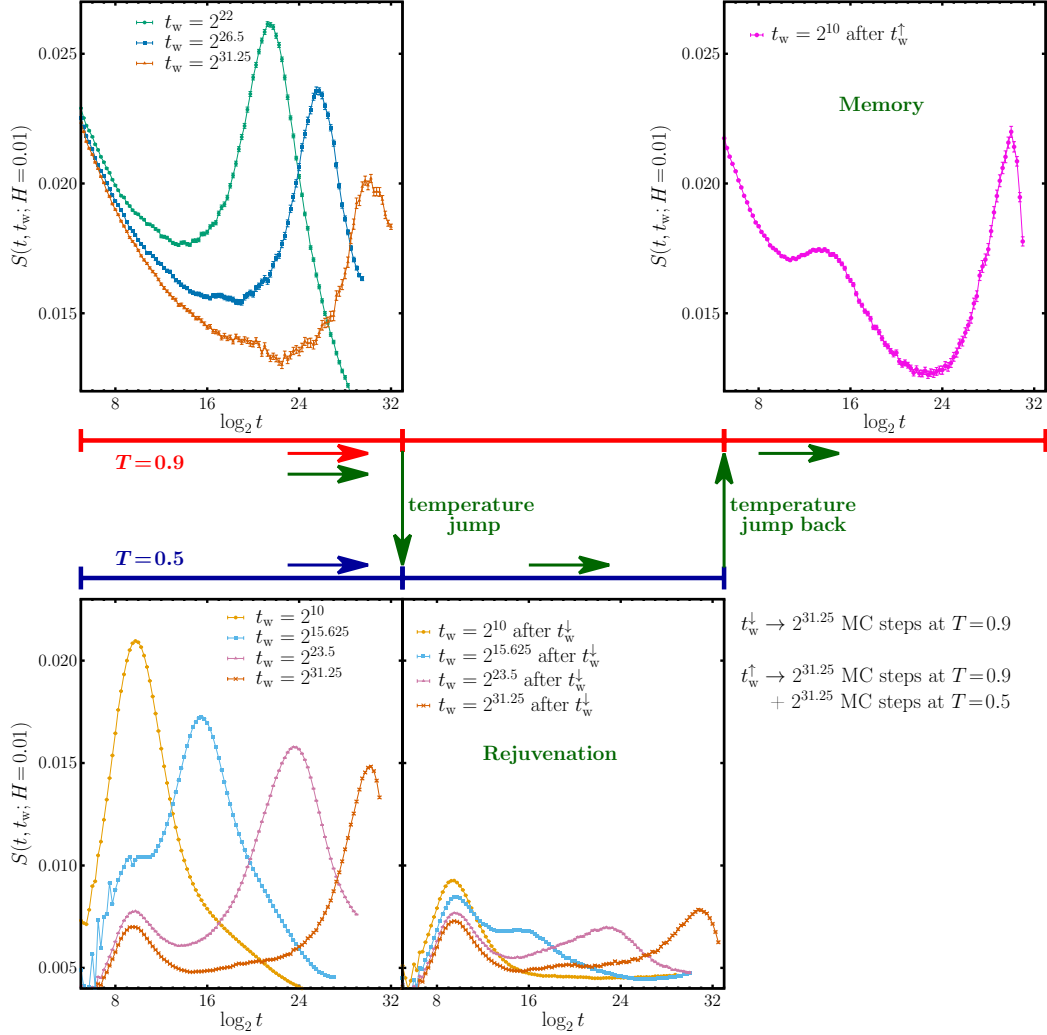 t_w = 2^22
t_w = 2^26.5
t_w = 2^31.25
S(t, t_w; H = 0.01)
0.025
0.020
0.015
0.010
8 16 24 32
log_2 t
t_w = 2^10 after t_w^↑
Memory
S(t, t_w; H = 0.01)
0.025
0.020
0.015
0.010
8 16 24 32
log_2 t
T = 0.9
temperature
jump
temperature
jump back
T = 0.5
t_w = 2^10
t_w = 2^15.625
t_w = 2^23.5
t_w = 2^31.25
S(t, t_w; H = 0.01)
0.020
0.015
0.010
0.005
8 16 24 32
log_2 t
t_w = 2^10 after t_w^↓
t_w = 2^15.625 after t_w^↓
t_w = 2^23.5 after t_w^↓
t_w = 2^31.25 after t_w^↓
Rejuvenation
8 16 24 32
log_2 t
t_w^↓ → 2^31.25 MC steps at T = 0.9
t_w^↑ → 2^31.25 MC steps at T = 0.9
+ 2^31.25 MC steps at T = 0.5